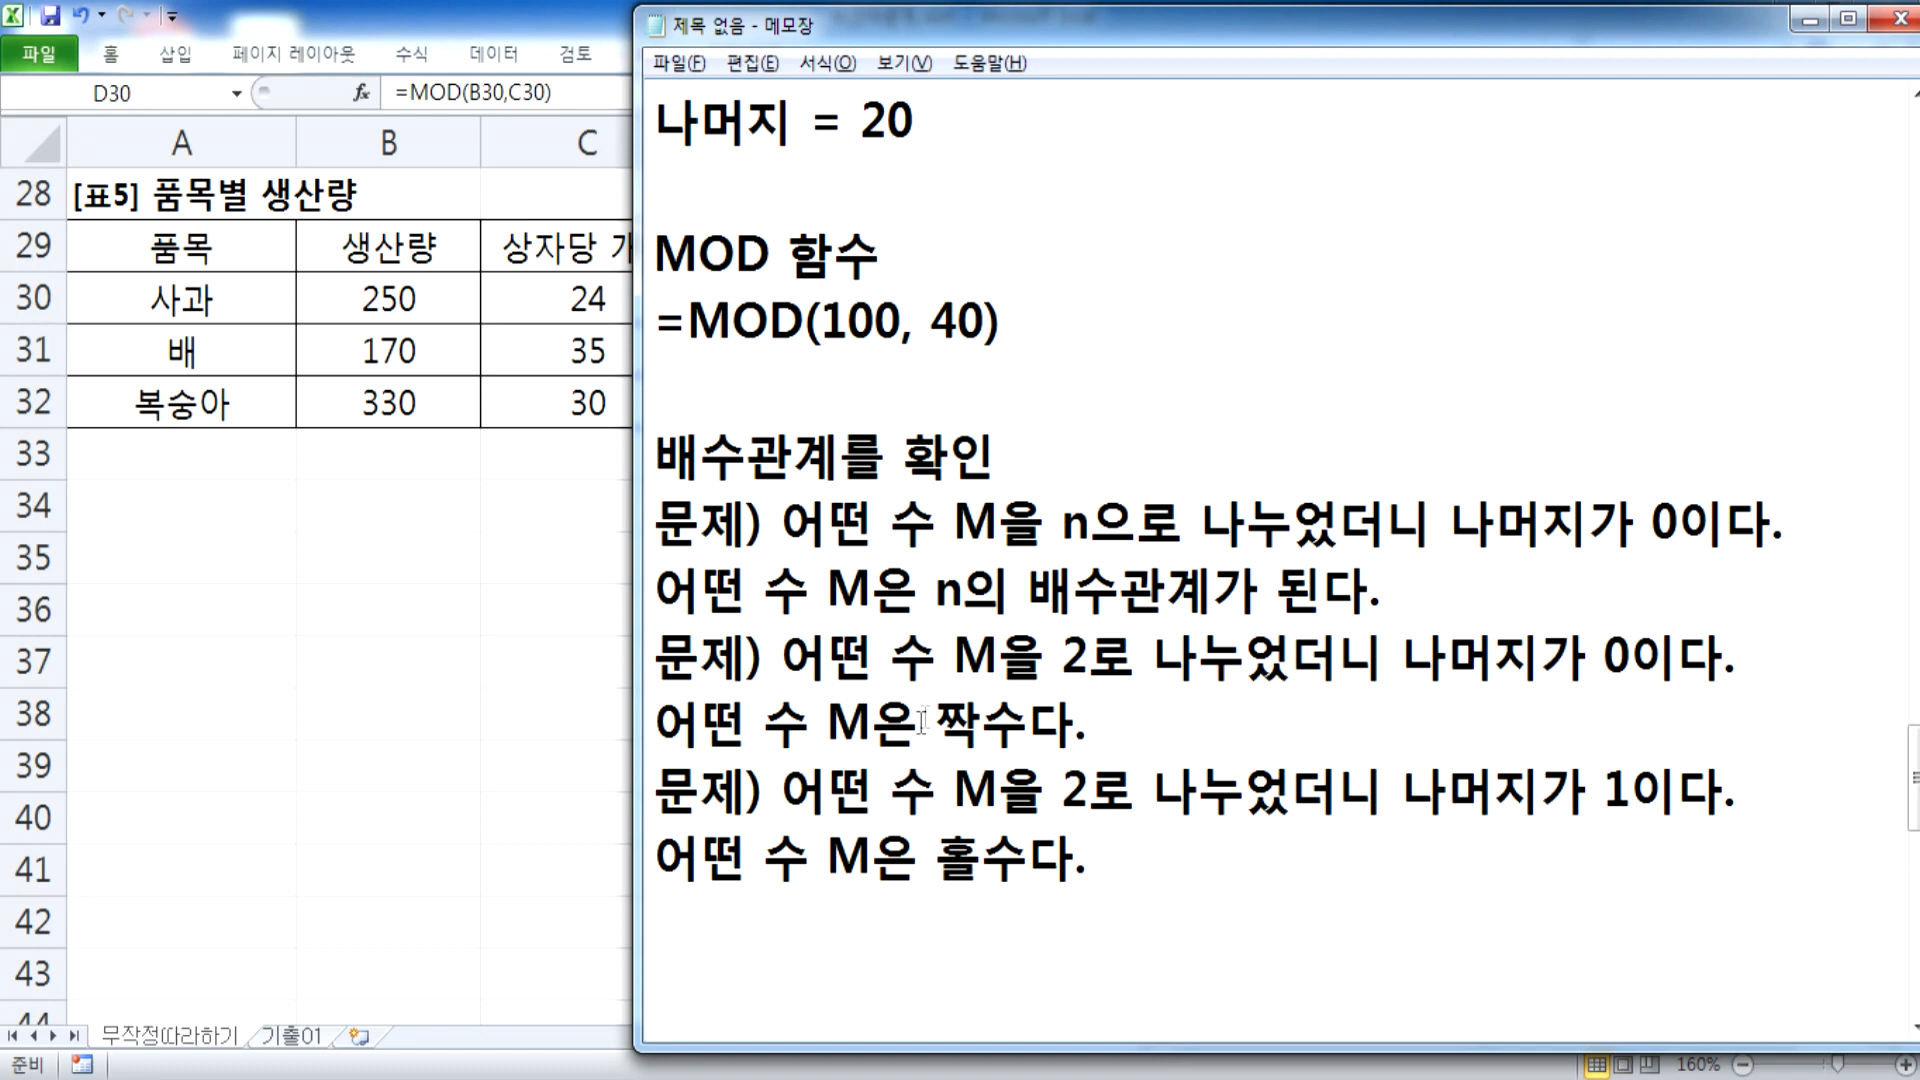 파일 홈 삽입 페이지 레이아웃 수식 데이터 검토
D30 fx =MOD(B30,C30)
A B C
28 [표5] 품목별 생산량
29 품목 생산량 상자당
30 사과 250 24
31 배 170 35
32 복숭아 330 30
33
34
35
36
37
38
39
40
41
42
43
44
무작정따라하기 기출01
준비
제목 없음 - 메모장
파일(F) 편집(E) 서식(O) 보기(V) 도움말(H)
나머지 = 20
MOD 함수
=MOD(100, 40)
배수관계를 확인
문제) 어떤 수 M을 n으로 나누었더니 나머지가 0이다.
어떤 수 M은 n의 배수관계가 된다.
문제) 어떤 수 M을 2로 나누었더니 나머지가 0이다.
어떤 수 M은 짝수다.
문제) 어떤 수 M을 2로 나누었더니 나머지가 1이다.
어떤 수 M은 홀수다.
160%